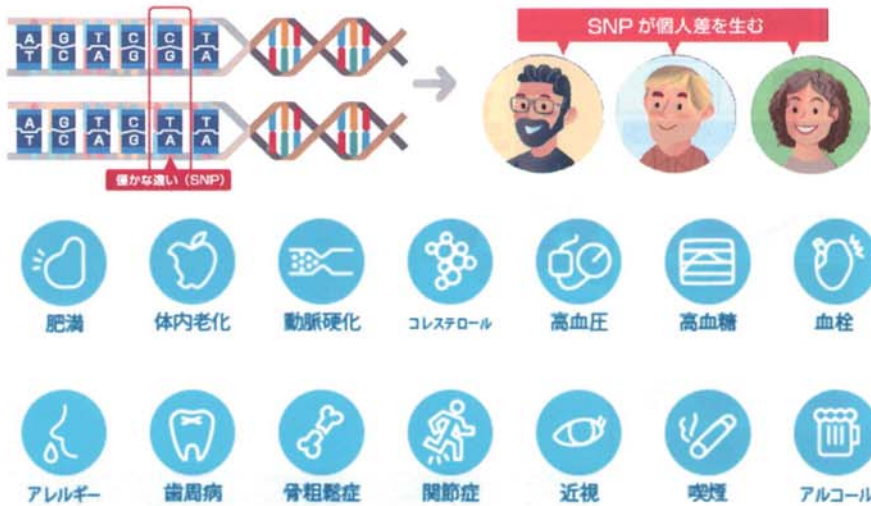 A G T C C T
T C A G G A
SNP が個人差を生む
A G T C T T
T C A G A A
僅かな違い（SNP）
肥満 体内老化 動脈硬化 コレステロール 高血圧 高血糖 血栓
アレルギー 歯周病 骨粗鬆症 関節症 近視 喫煙 アルコール